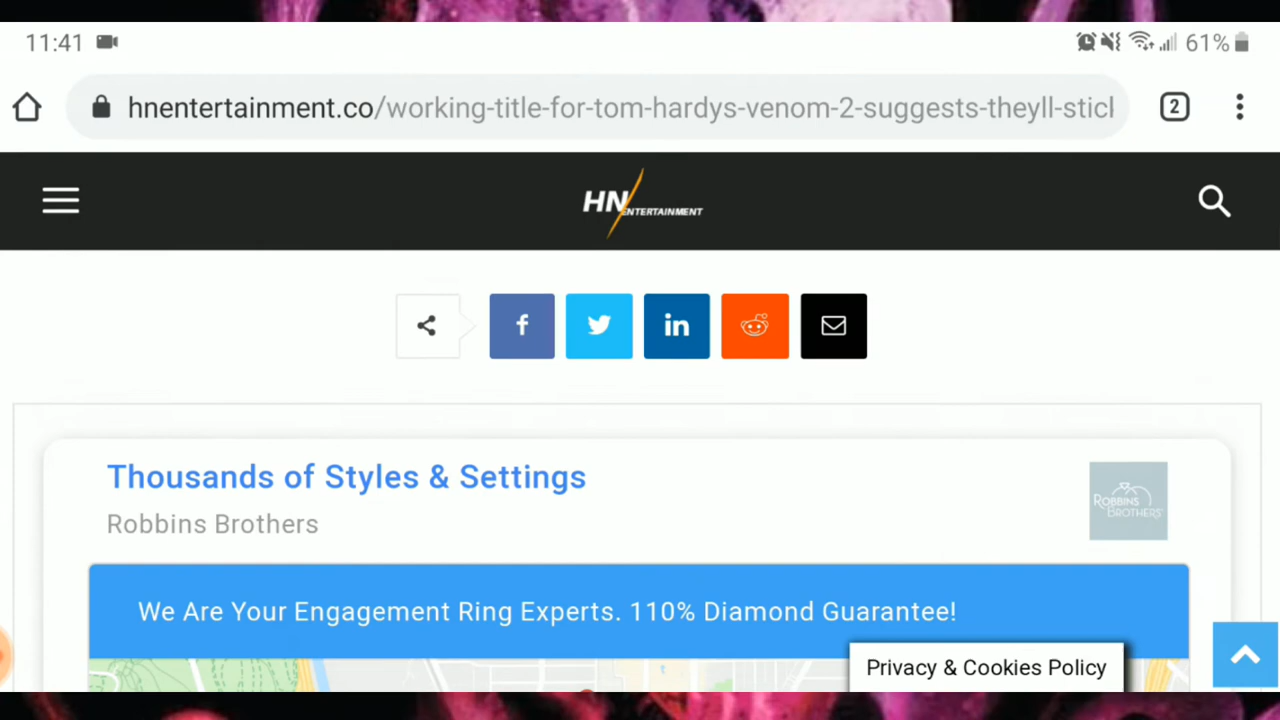 11:41
61%
hnentertainment.co/working-title-for-tom-hardys-venom-2-suggests-theyll-sticl
2
HN ENTERTAINMENT
f
in
Thousands of Styles & Settings
Robbins Brothers
ROBBINS BROTHERS
We Are Your Engagement Ring Experts. 110% Diamond Guarantee!
Privacy & Cookies Policy